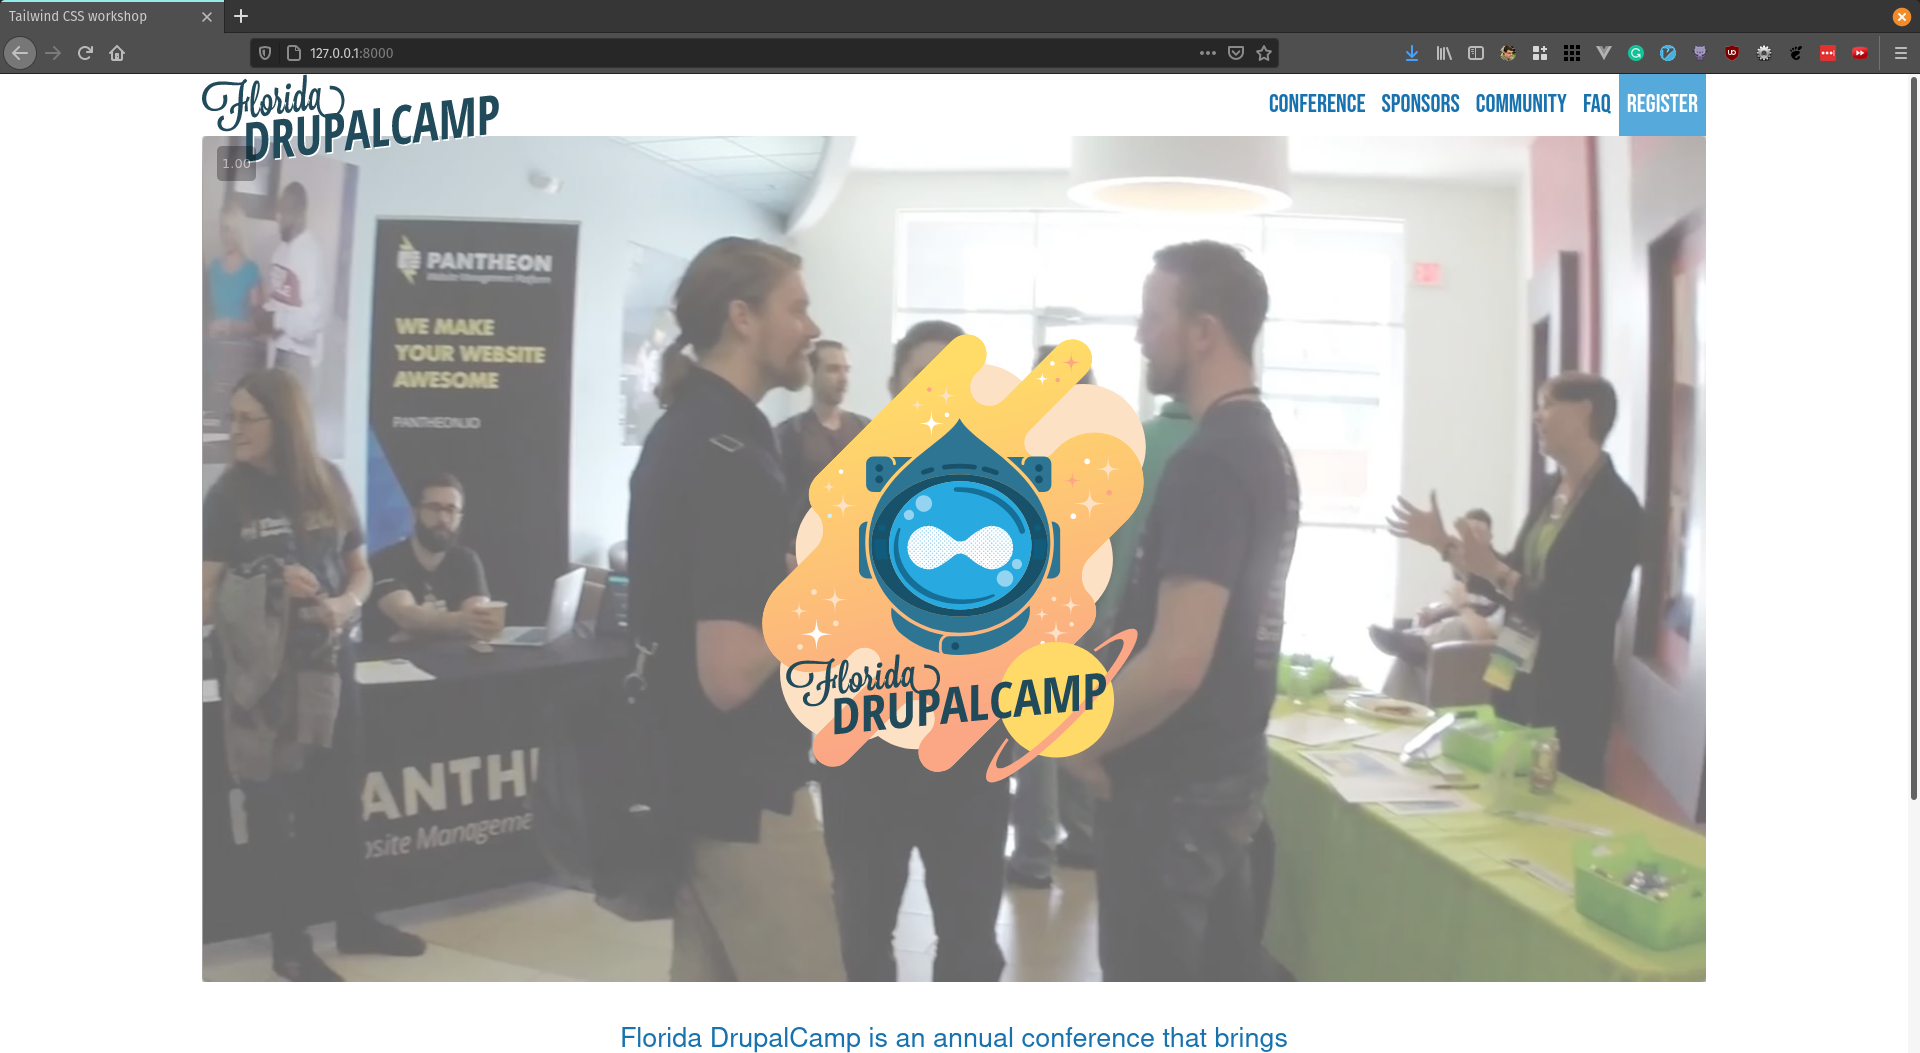 Tailwind CSS workshop
127.0.0.1:8000
Florida
DRUPALCAMP
CONFERENCE SPONSORS COMMUNITY FAQ REGISTER
1.00
PANTHEON
Website Management Platform
WE MAKE
YOUR WEBSITE
AWESOME
PANTHEON.IO
Florida
DRUPALCAMP
ANTH
site Manageme
Florida DrupalCamp is an annual conference that brings